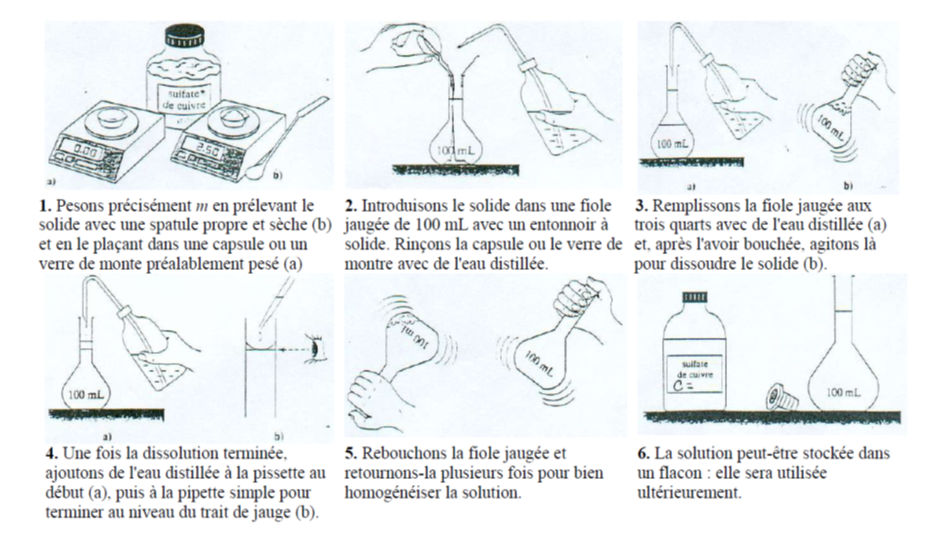 sulfate*
de cuivre
0.00
2.50
a)
b)
1. Pesons précisément m en prélevant le
solide avec une spatule propre et sèche (b)
et en le plaçant dans une capsule ou un
verre de monte préalablement pesé (a)
100 mL
2. Introduisons le solide dans une fiole
jaugée de 100 mL avec un entonnoir à
solide. Rinçons la capsule ou le verre de
montre avec de l'eau distillée.
100 mL
100 mL
a)
b)
3. Remplissons la fiole jaugée aux
trois quarts avec de l'eau distillée (a)
et, après l'avoir bouchée, agitons là
pour dissoudre le solide (b).
100 mL
a)
b)
4. Une fois la dissolution terminée,
ajoutons de l'eau distillée à la pissette au
début (a), puis à la pipette simple pour
terminer au niveau du trait de jauge (b).
100 mL
100 mL
5. Rebouchons la fiole jaugée et
retournons-la plusieurs fois pour bien
homogénéiser la solution.
sulfate
de cuivre
C =
100 mL
6. La solution peut-être stockée dans
un flacon : elle sera utilisée
ultérieurement.